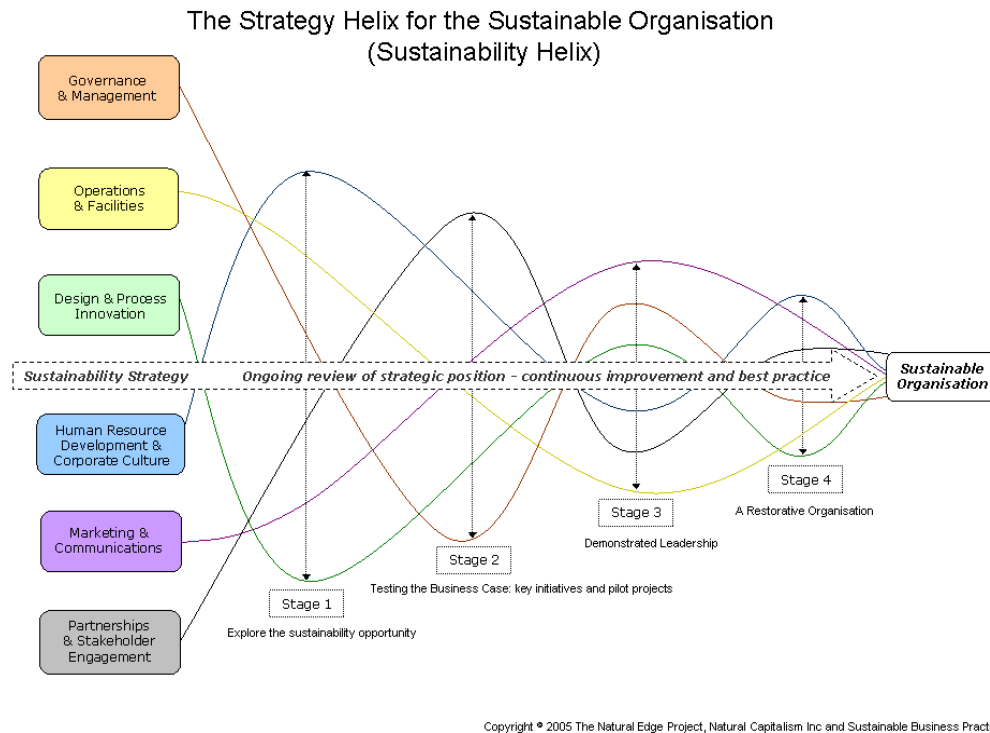 The Strategy Helix for the Sustainable Organisation
(Sustainability Helix)
Governance
& Management
Operations
& Facilities
Design & Process
Innovation
Sustainability Strategy
Ongoing review of strategic position - continuous improvement and best practice
Sustainable
Organisation
Human Resource
Development &
Corporate Culture
Marketing &
Communications
Partnerships
& Stakeholder
Engagement
Stage 1
Explore the sustainability opportunity
Stage 2
Testing the Business Case: key initiatives and pilot projects
Stage 3
Demonstrated Leadership
Stage 4
A Restorative Organisation
Copyright © 2005 The Natural Edge Project, Natural Capitalism Inc and Sustainable Business Pract